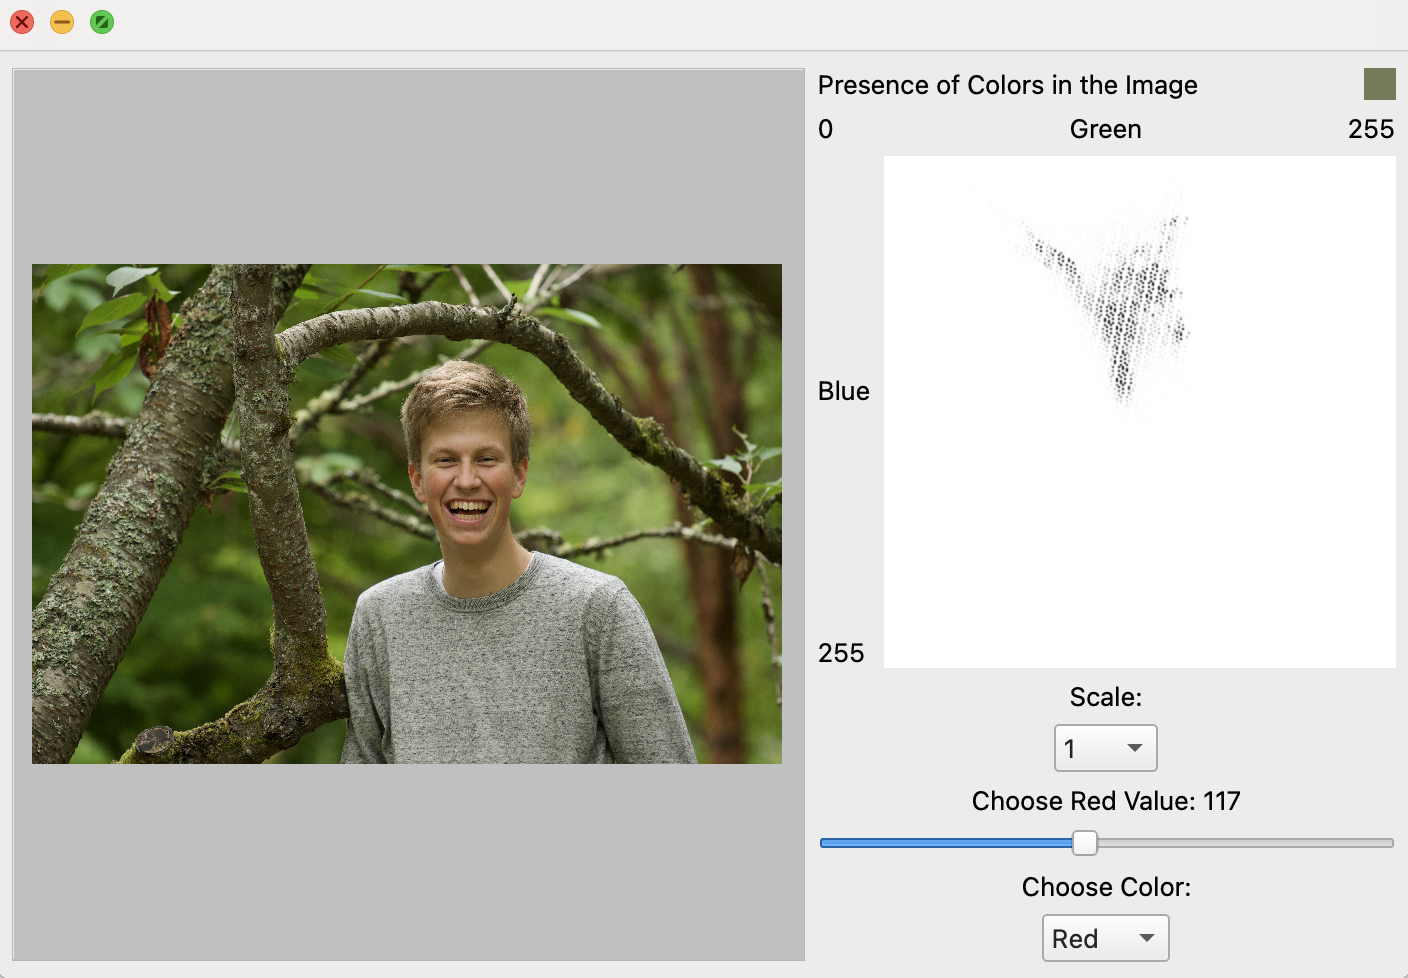 Presence of Colors in the Image
0 Green 255
Blue
255
Scale:
1
Choose Red Value: 117
Choose Color:
Red